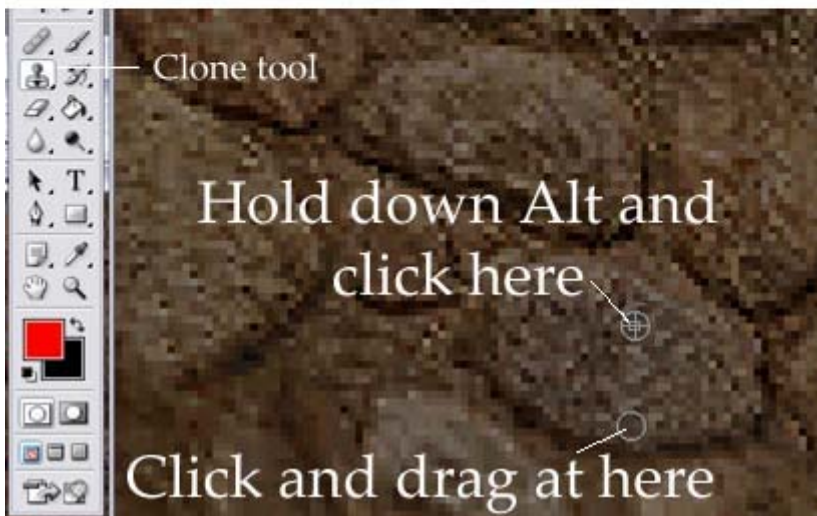 Clone tool
T
Hold down Alt and
click here
Click and drag at here